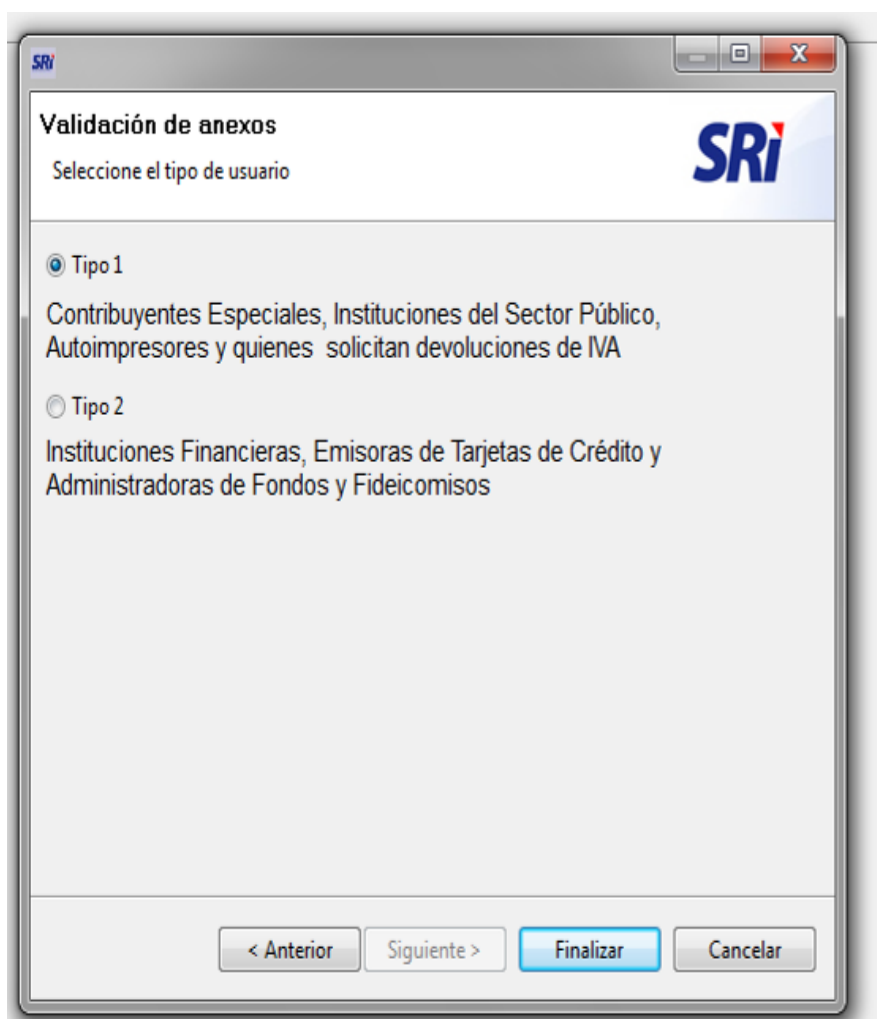 SRi
Validación de anexos
Seleccione el tipo de usuario
SRi
Tipo 1
Contribuyentes Especiales, Instituciones del Sector Público,
Autoimpresores y quienes solicitan devoluciones de IVA
Tipo 2
Instituciones Financieras, Emisoras de Tarjetas de Crédito y
Administradoras de Fondos y Fideicomisos
< Anterior
Siguiente >
Finalizar
Cancelar